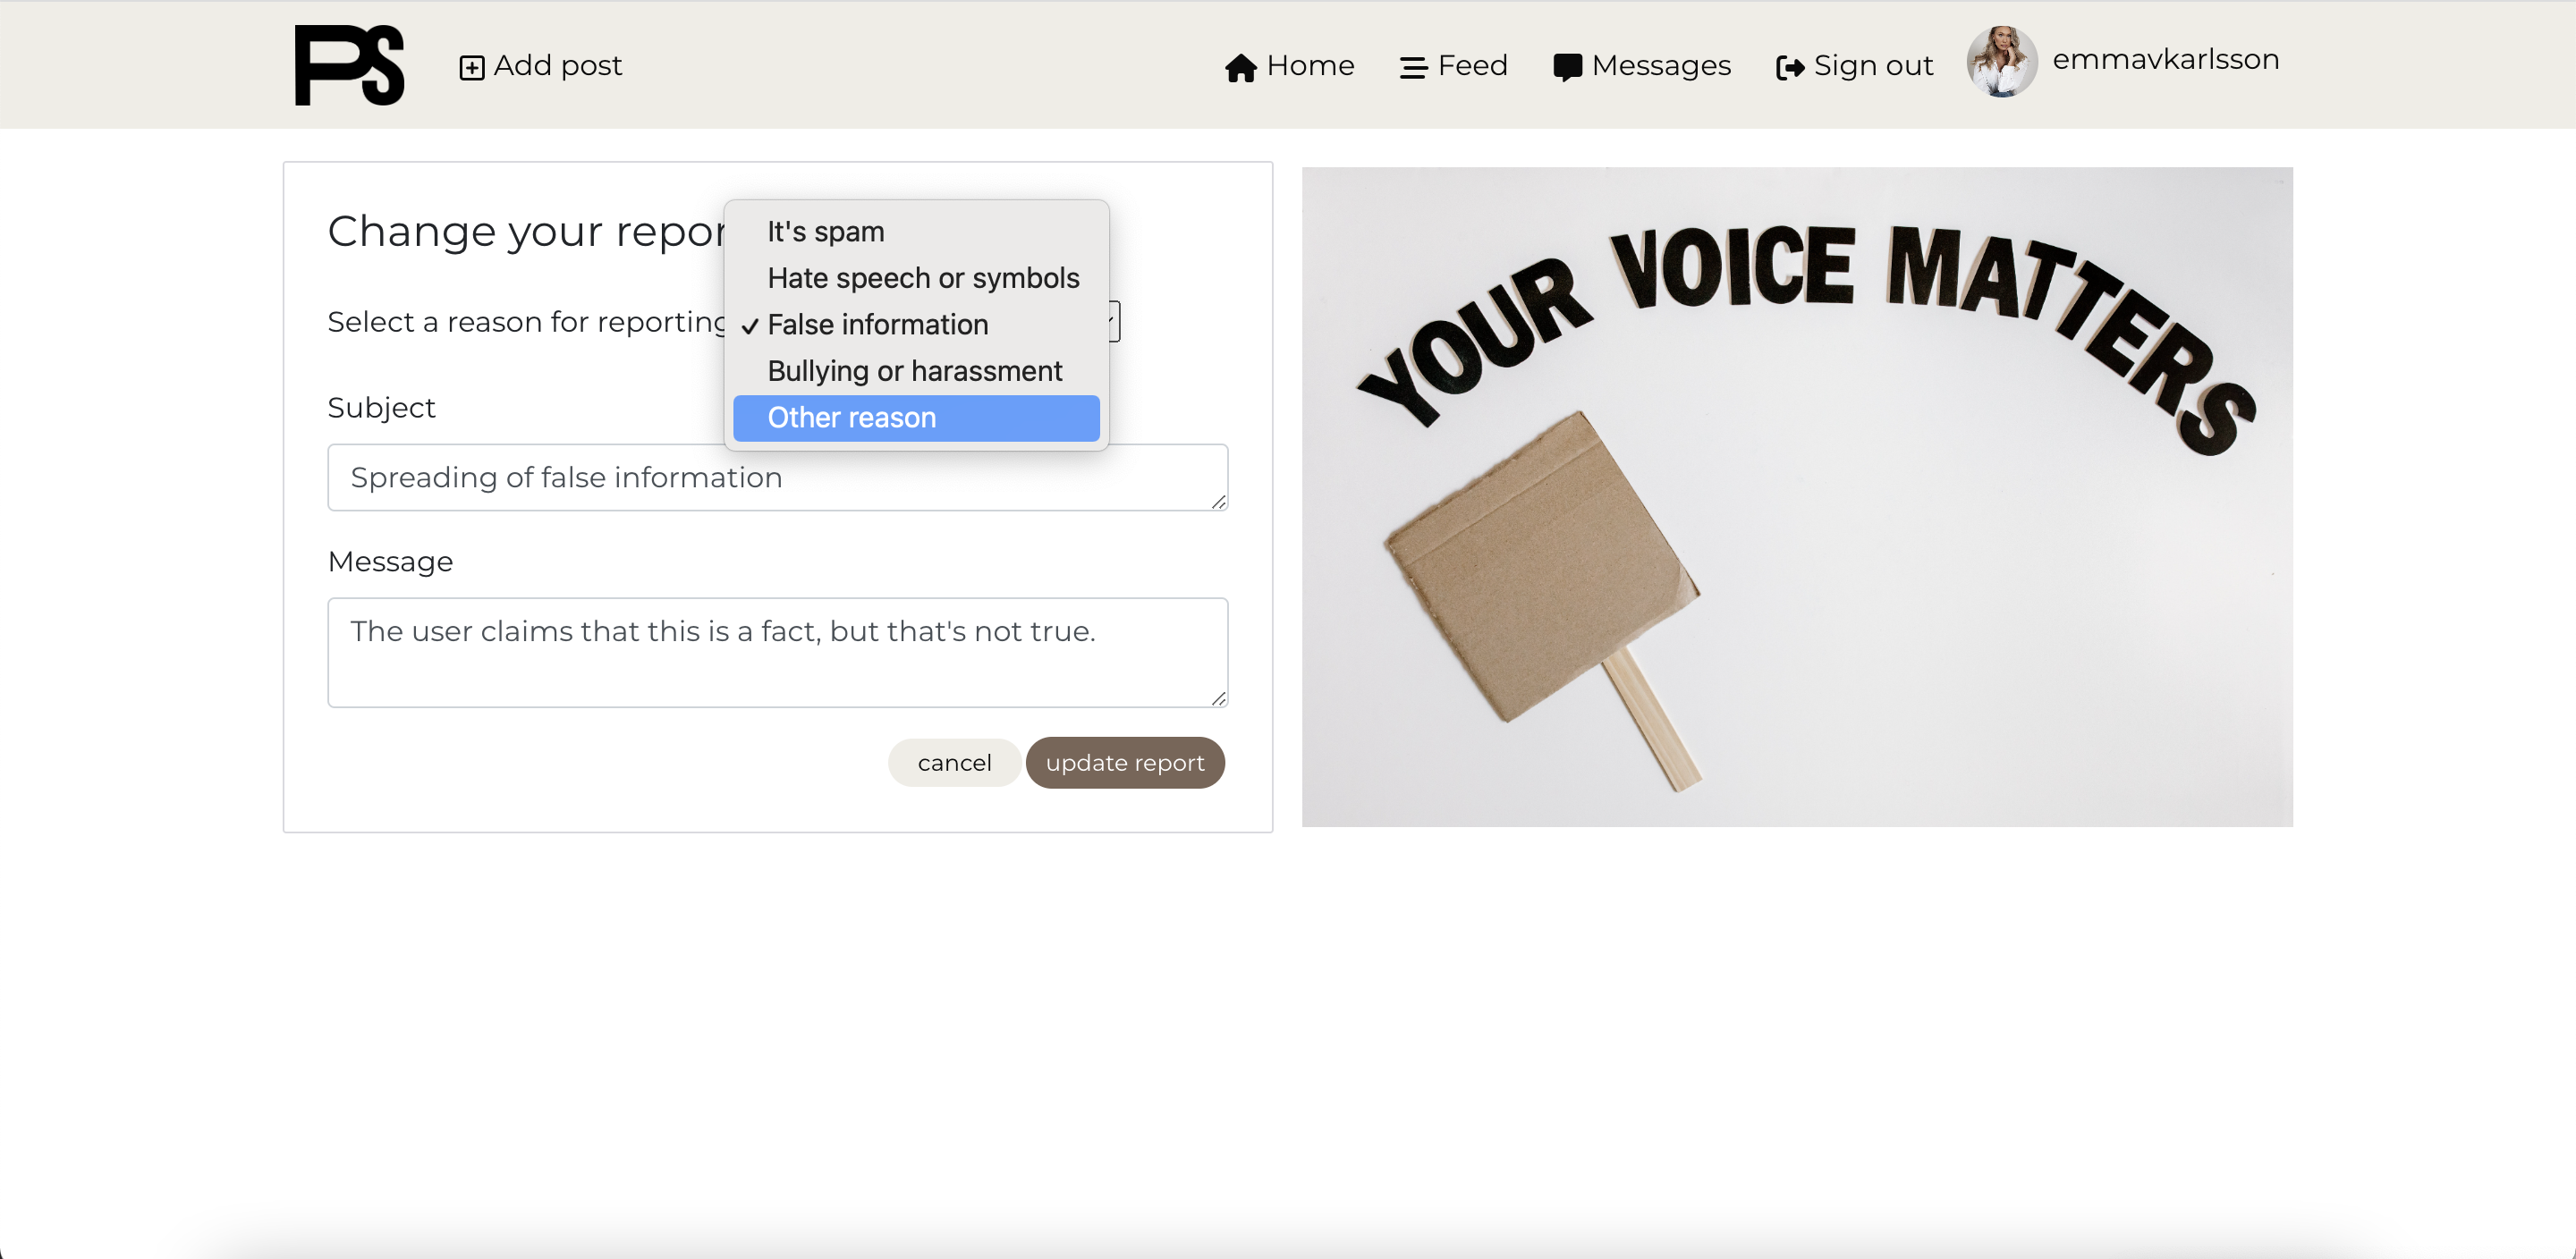 PS
Add post
Home
Feed
Messages
Sign out
emmavkarlsson
Change your repor
It's spam
Hate speech or symbols
Select a reason for reporting
✓ False information
Bullying or harassment
Other reason
Subject
Spreading of false information
Message
The user claims that this is a fact, but that's not true.
cancel
update report
YOUR VOICE MATTERS